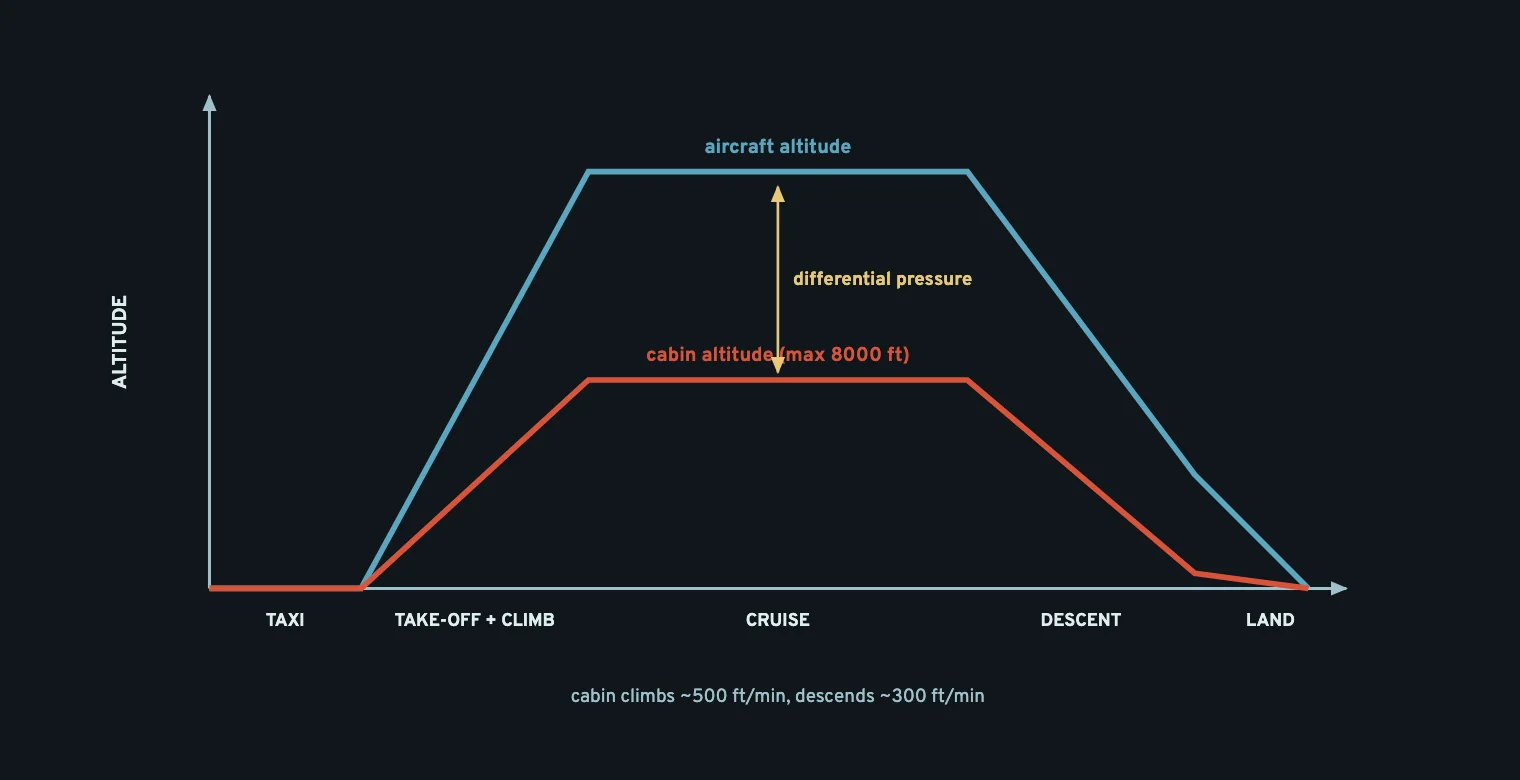 aircraft altitude
differential pressure
cabin altitude (max 8000 ft)
ALTITUDE
TAXI
TAKE-OFF + CLIMB
CRUISE
DESCENT
LAND
cabin climbs ~500 ft/min, descends ~300 ft/min